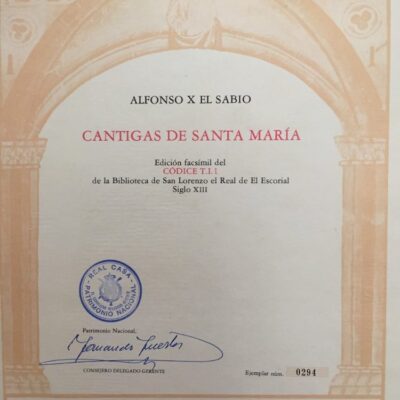 ALFONSO X EL SABIO
CANTIGAS DE SANTA MARÍA
Edición facsímil del
CÓDICE T.I.1
de la Biblioteca de San Lorenzo el Real de El Escorial
Siglo XIII
REAL CASA
PATRIMONIO NACIONAL
Patrimonio Nacional.
CONSEJERO DELEGADO GERENTE
Ejemplar núm. 0294